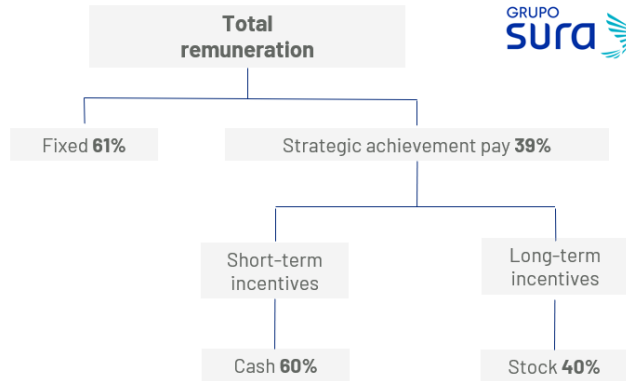 GRUPO
sura
Total
remuneration
Fixed 61%
Strategic achievement pay 39%
Short-term
incentives
Long-term
incentives
Cash 60%
Stock 40%